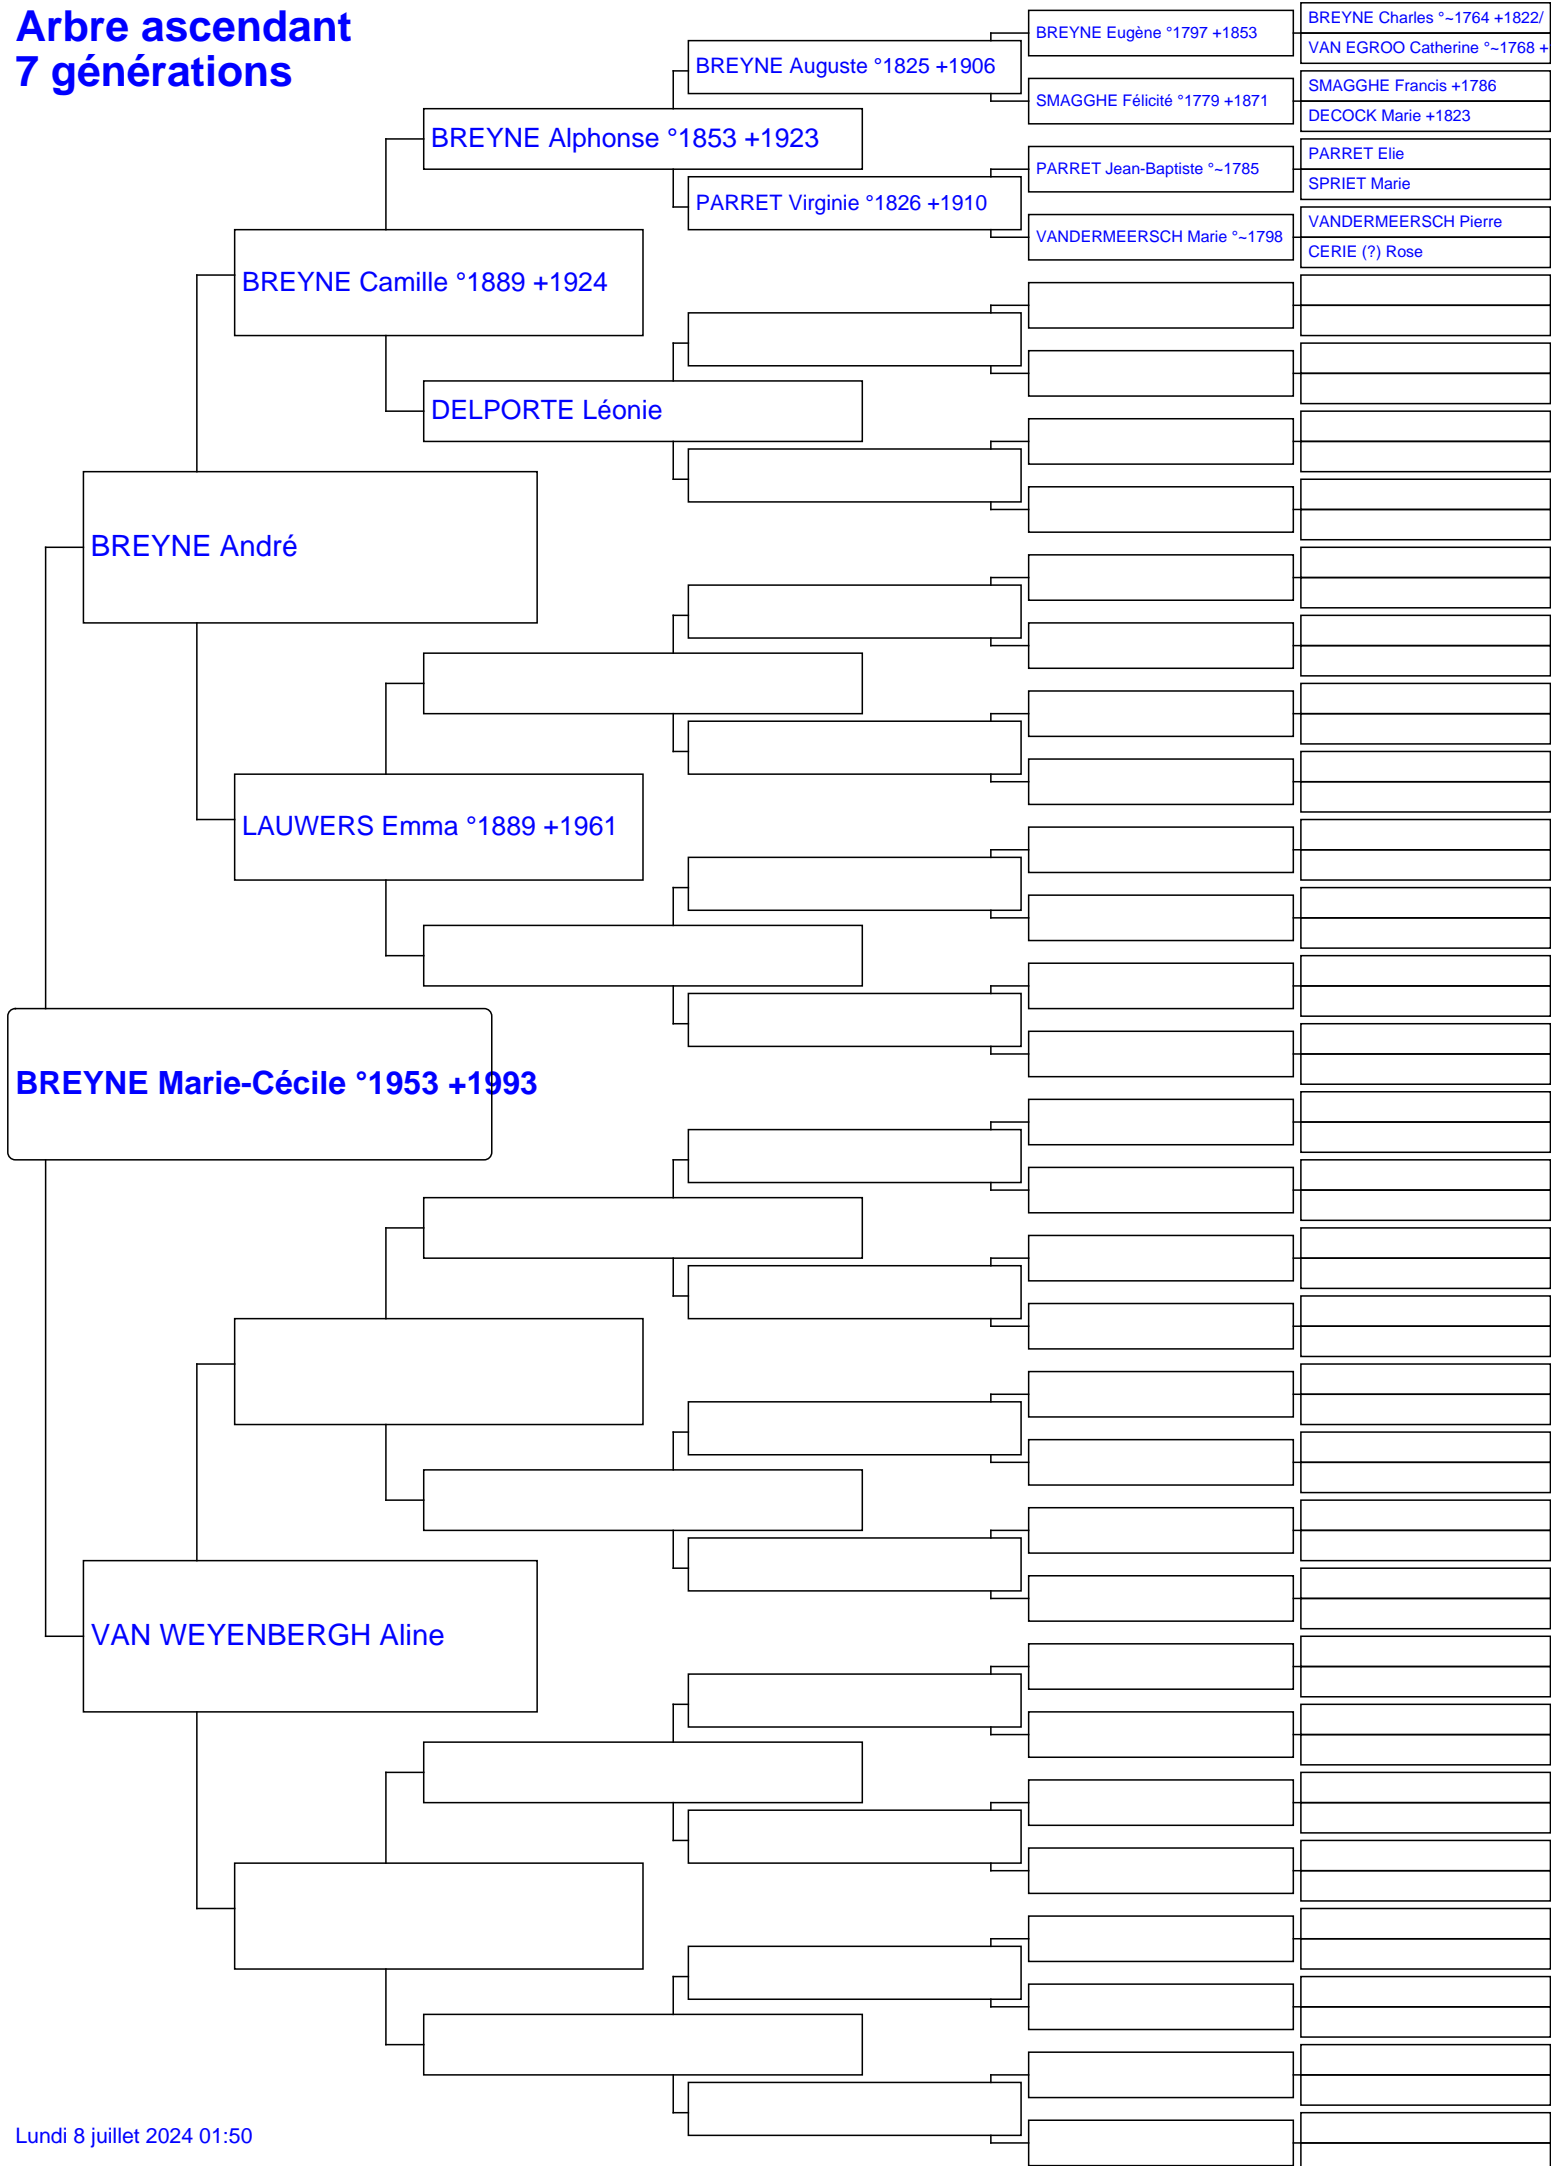 Arbre ascendant
7 générations
BREYNE Eugène °1797 +1853
BREYNE Charles °~1764 +1822/
VAN EGROO Catherine °~1768 +
BREYNE Auguste °1825 +1906
SMAGGHE Félicité °1779 +1871
SMAGGHE Francis +1786
DECOCK Marie +1823
BREYNE Alphonse °1853 +1923
PARRET Jean-Baptiste °~1785
PARRET Elie
SPRIET Marie
PARRET Virginie °1826 +1910
VANDERMEERSCH Marie °~1798
VANDERMEERSCH Pierre
CERIE (?) Rose
BREYNE Camille °1889 +1924
DELPORTE Léonie
BREYNE André
LAUWERS Emma °1889 +1961
BREYNE Marie-Cécile °1953 +1993
VAN WEYENBERGH Aline
Lundi 8 juillet 2024 01:50